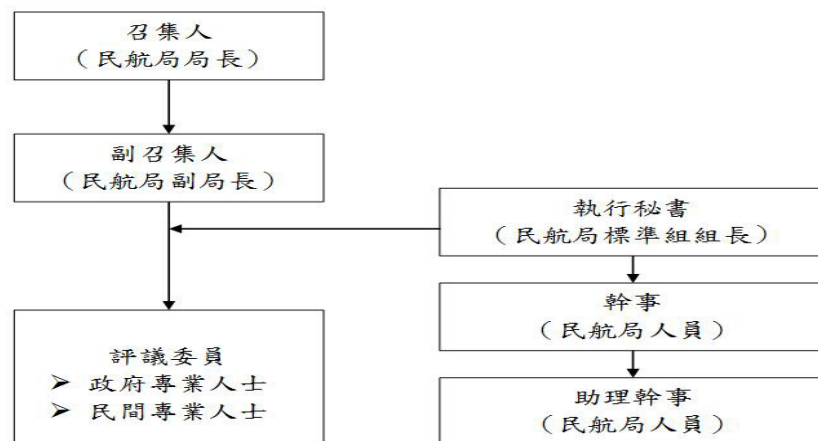 召集人
（民航局局長）
副召集人
（民航局副局長）
執行秘書
（民航局標準組組長）
評議委員
➢ 政府專業人士
➢ 民間專業人士
幹事
（民航局人員）
助理幹事
（民航局人員）